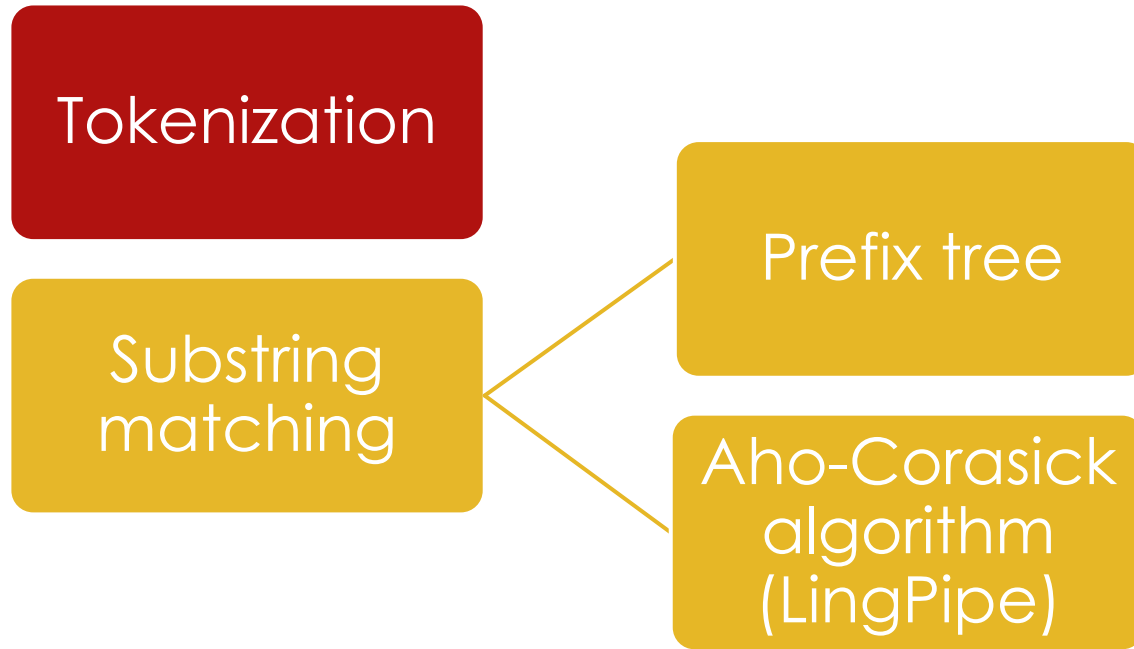 Tokenization
Substring
matching
Prefix tree
Aho-Corasick
algorithm
(LingPipe)